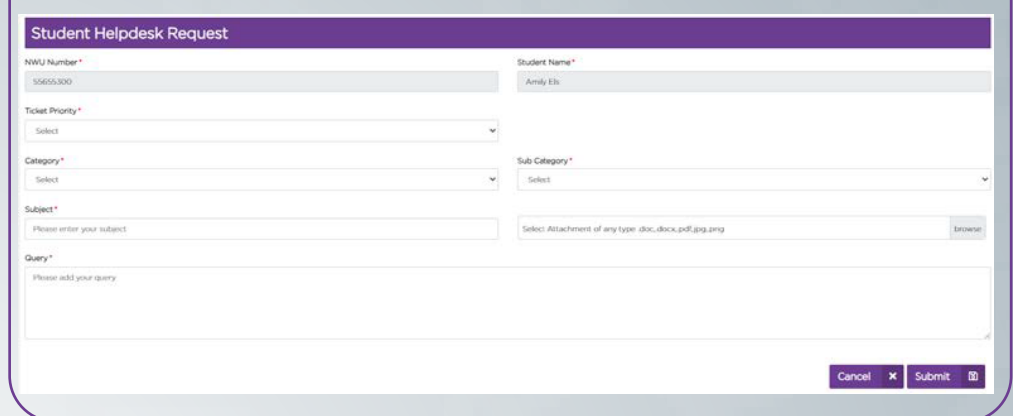 Student Helpdesk Request
NWU Number* Student Name*
55655300 Amily Els
Ticket Priority*
Select
Category* Sub Category*
Select Select
Subject*
Please enter your subject Select Attachment of any type .doc,.docx,.pdf,.jpg,.png browse
Query*
Please add your query
Cancel × Submit